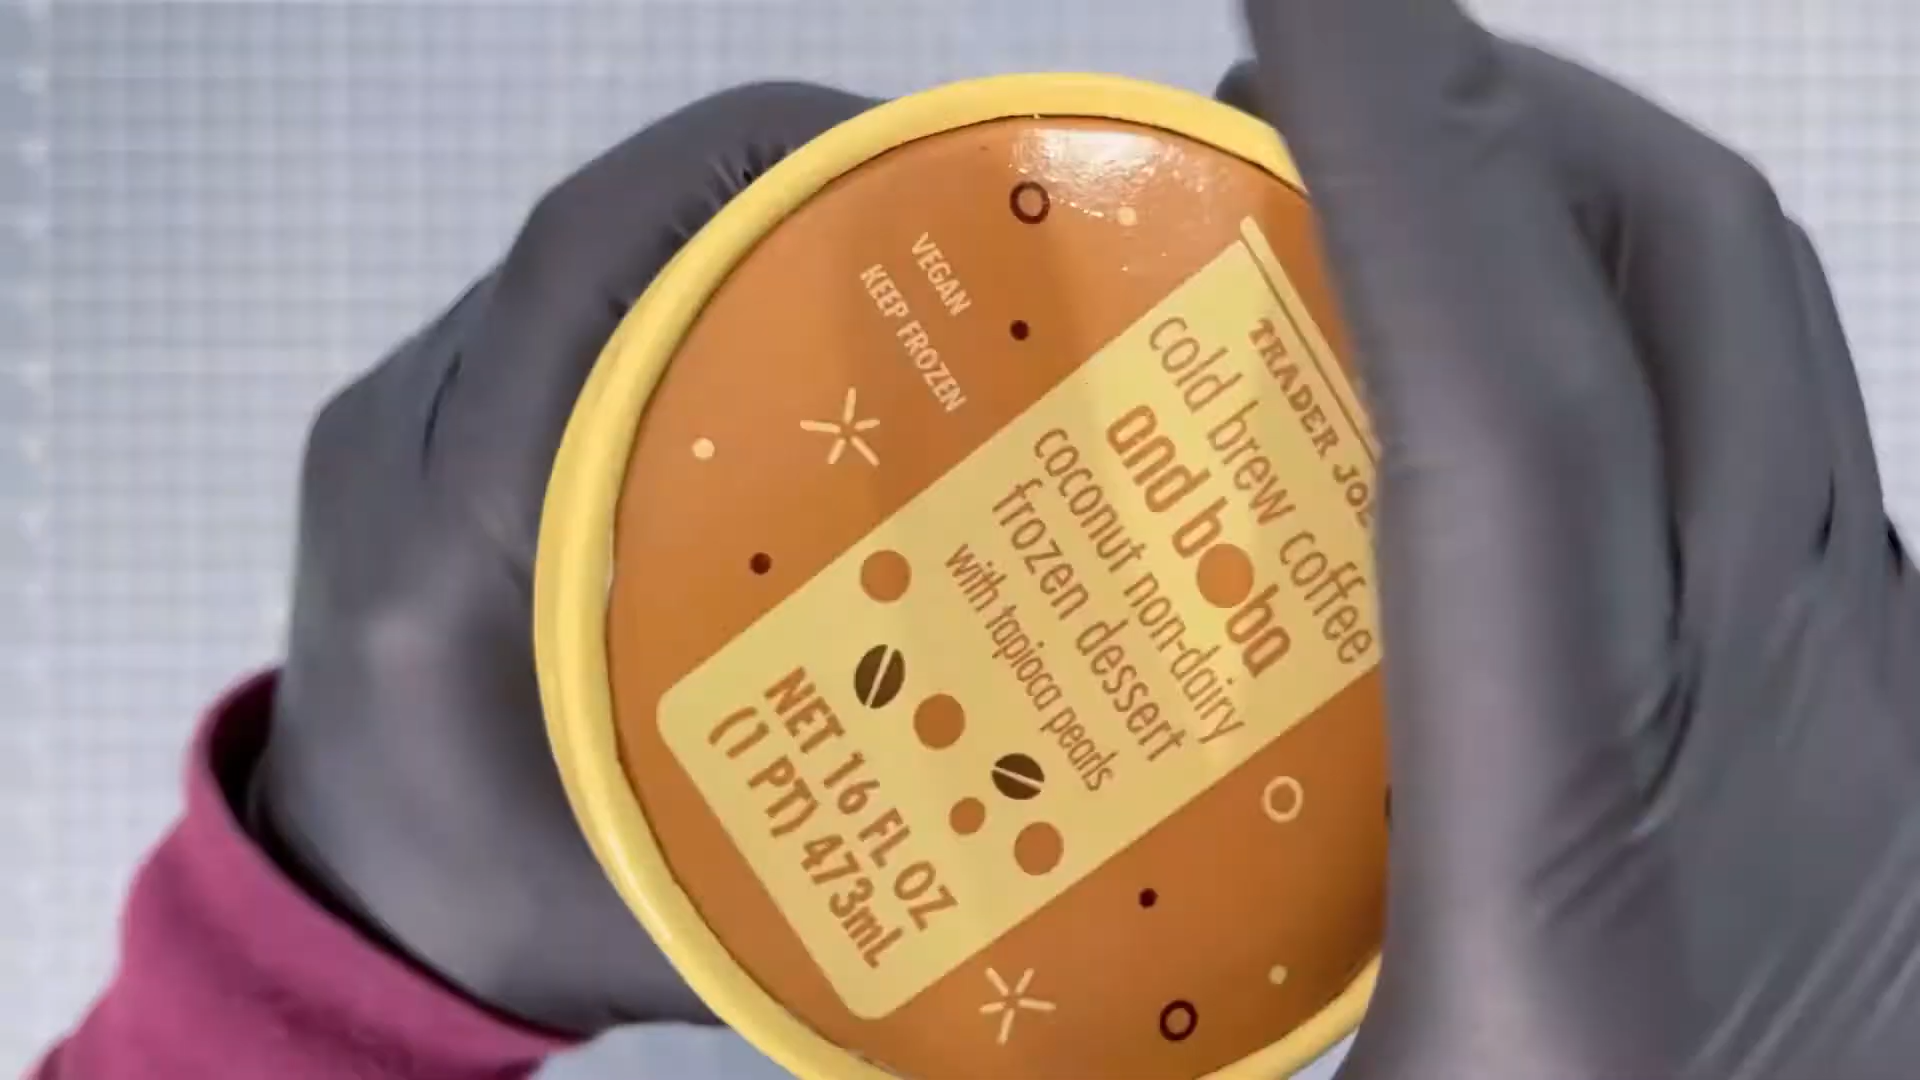 VEGAN
KEEP FROZEN
TRADER JOE
cold brew coffee
and boba
coconut non-dairy
frozen dessert
with tapioca pearls
NET 16 FL OZ
(1 PT) 473mL